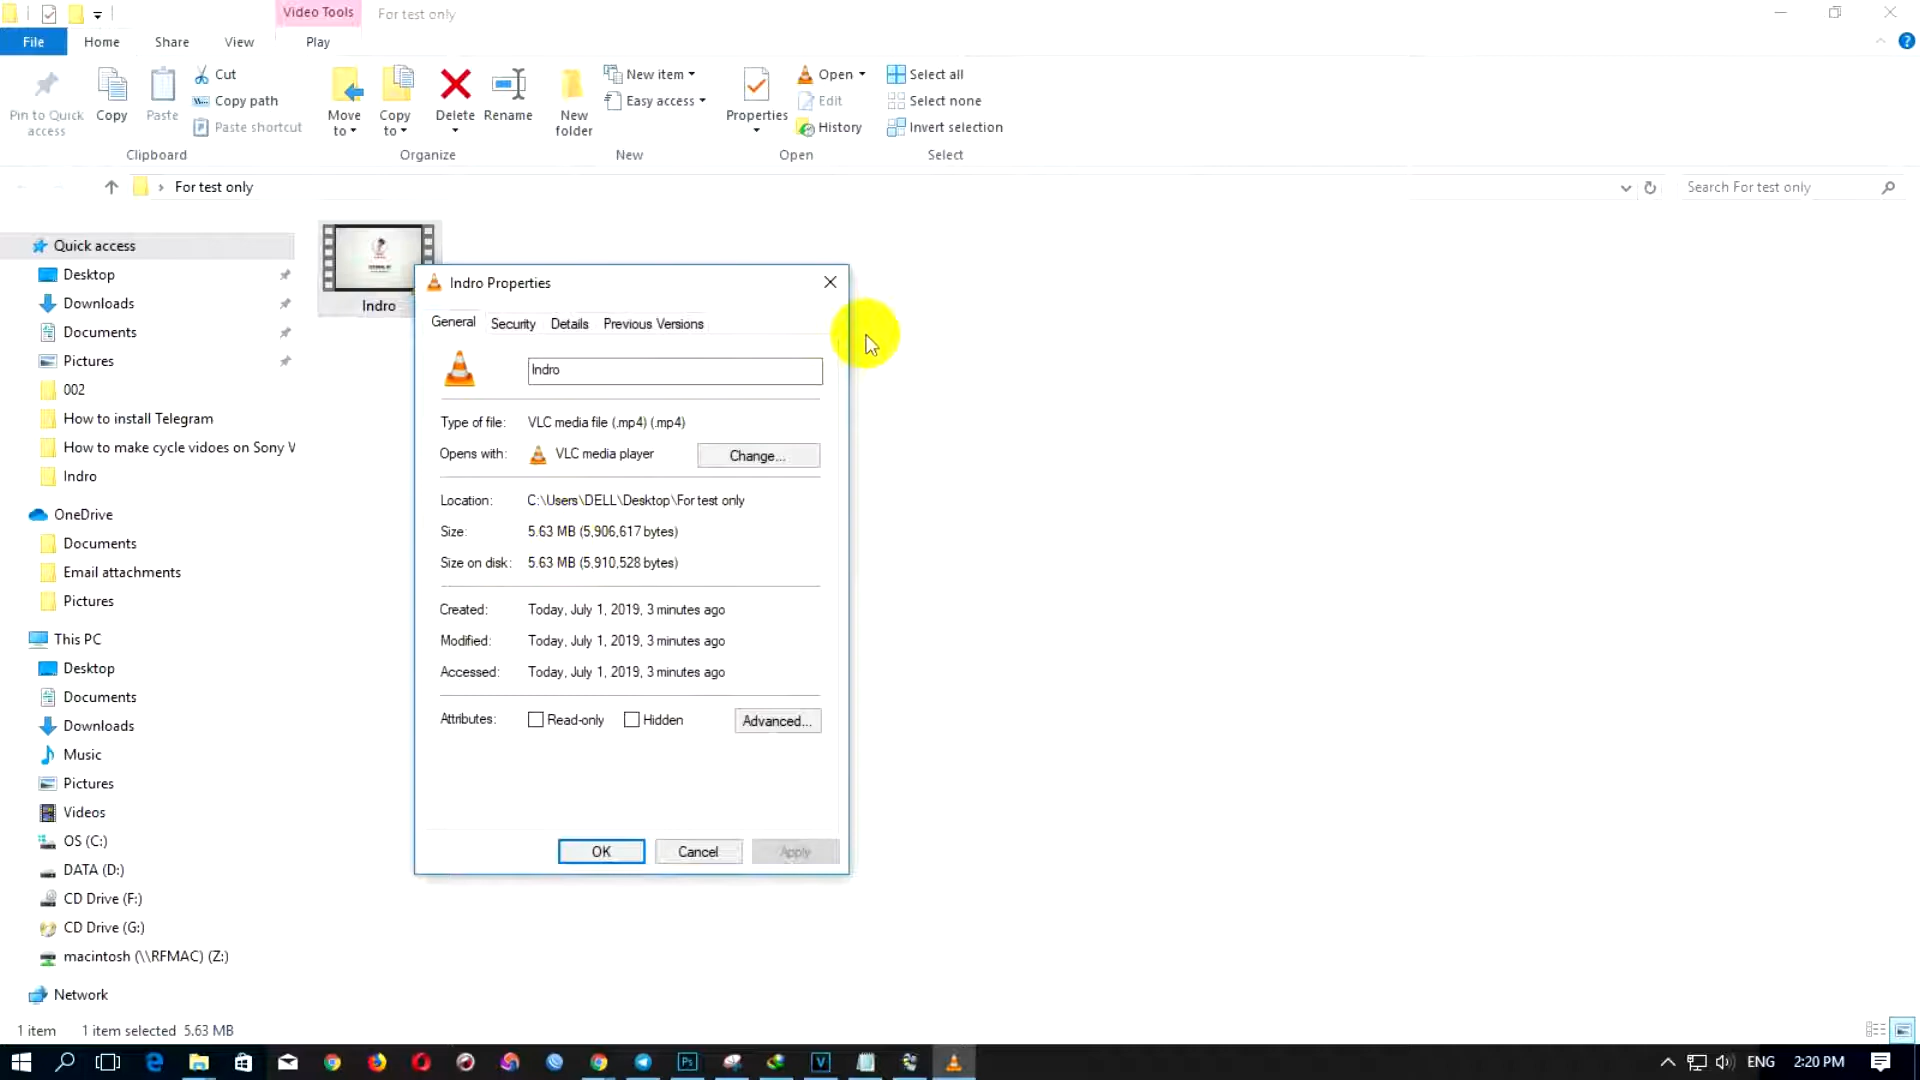 Video Tools
For test only
File
Home
Share
View
Play
Pin to Quick access
Copy
Paste
Cut
Copy path
Paste shortcut
Clipboard
Move to
Copy to
Delete
Rename
Organize
New folder
New item
Easy access
New
Properties
Open
Edit
History
Open
Select all
Select none
Invert selection
Select
For test only
Search For test only
Quick access
Desktop
Downloads
Documents
Pictures
002
How to install Telegram
How to make cycle vidoes on Sony V
Indro
OneDrive
Documents
Email attachments
Pictures
This PC
Desktop
Documents
Downloads
Music
Pictures
Videos
OS (C:)
DATA (D:)
CD Drive (F:)
CD Drive (G:)
macintosh (\\RFMAC) (Z:)
Network
Indro
Indro Properties
General
Security
Details
Previous Versions
Indro
Type of file: VLC media file (.mp4) (.mp4)
Opens with: VLC media player
Change...
Location: C:\Users\DELL\Desktop\For test only
Size: 5.63 MB (5,906,617 bytes)
Size on disk: 5.63 MB (5,910,528 bytes)
Created: Today, July 1, 2019, 3 minutes ago
Modified: Today, July 1, 2019, 3 minutes ago
Accessed: Today, July 1, 2019, 3 minutes ago
Attributes: Read-only Hidden
Advanced...
OK
Cancel
Apply
1 item 1 item selected 5.63 MB
Ps
V
ENG
2:20 PM